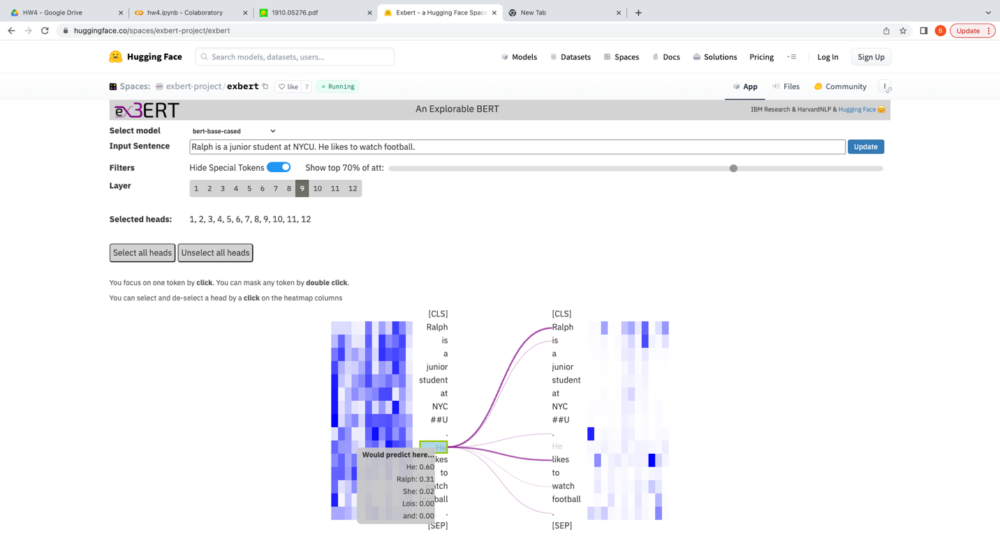 HW4 - Google Drive
hw4.ipynb - Colaboratory
1910.05276.pdf
Exbert - a Hugging Face Space
New Tab
huggingface.co/spaces/exbert-project/exbert
B
Update
Hugging Face
Search models, datasets, users...
Models
Datasets
Spaces
Docs
Solutions
Pricing
Log In
Sign Up
Spaces:
exbert-project/exbert
like 7
Running
App
Files
Community
exBERT
An Explorable BERT
IBM Research & HarvardNLP & Hugging Face
Select model
bert-base-cased
Input Sentence
Ralph is a junior student at NYCU. He likes to watch football.
Update
Filters
Hide Special Tokens
Show top 70% of att:
Layer
1 2 3 4 5 6 7 8 9 10 11 12
Selected heads:
1, 2, 3, 4, 5, 6, 7, 8, 9, 10, 11, 12
Select all heads
Unselect all heads
You focus on one token by click. You can mask any token by double click.
You can select and de-select a head by a click on the heatmap columns
[CLS]
Ralph
is
a
junior
student
at
NYC
##U
.
He
kes
to
tch
ball
.
[SEP]
Would predict here...
He: 0.60
Ralph: 0.31
She: 0.02
Lois: 0.00
and: 0.00
[CLS]
Ralph
is
a
junior
student
at
NYC
##U
.
He
likes
to
watch
football
.
[SEP]